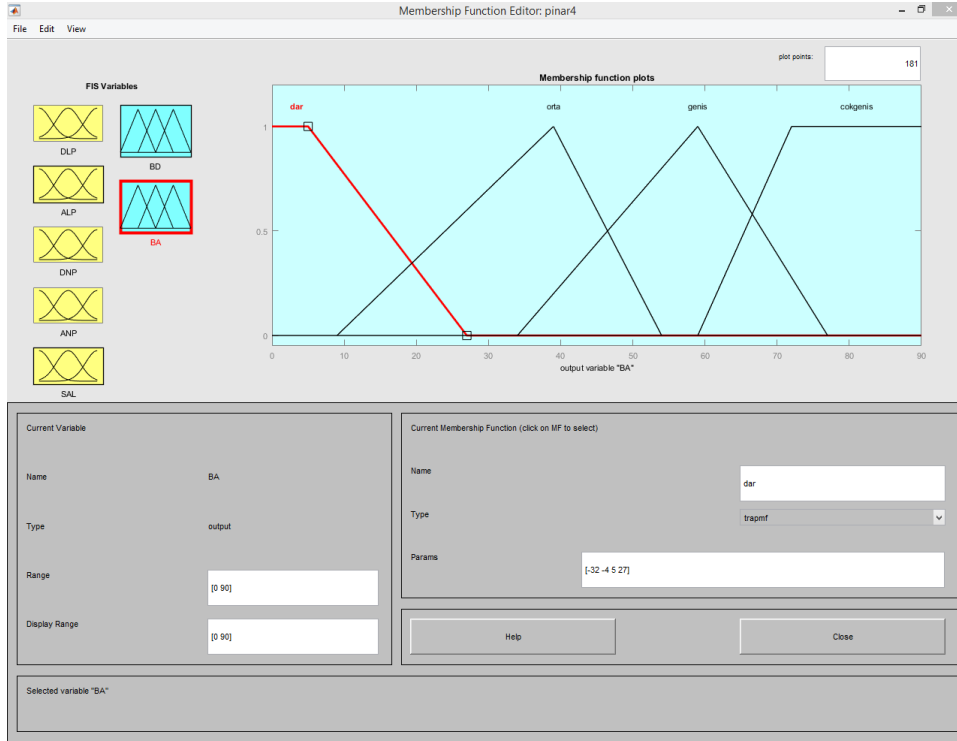 Membership Function Editor: pinar4
File Edit View
plot points:
181
FIS Variables
DLP
ALP
DNP
ANP
SAL
BD
BA
Membership function plots
dar
orta
genis
cokgenis
1
0.5
0
0 10 20 30 40 50 60 70 80 90
output variable "BA"
Current Variable
Name BA
Type output
Range [0 90]
Display Range [0 90]
Current Membership Function (click on MF to select)
Name dar
Type trapmf
Params [-32 -4 5 27]
Help Close
Selected variable "BA"